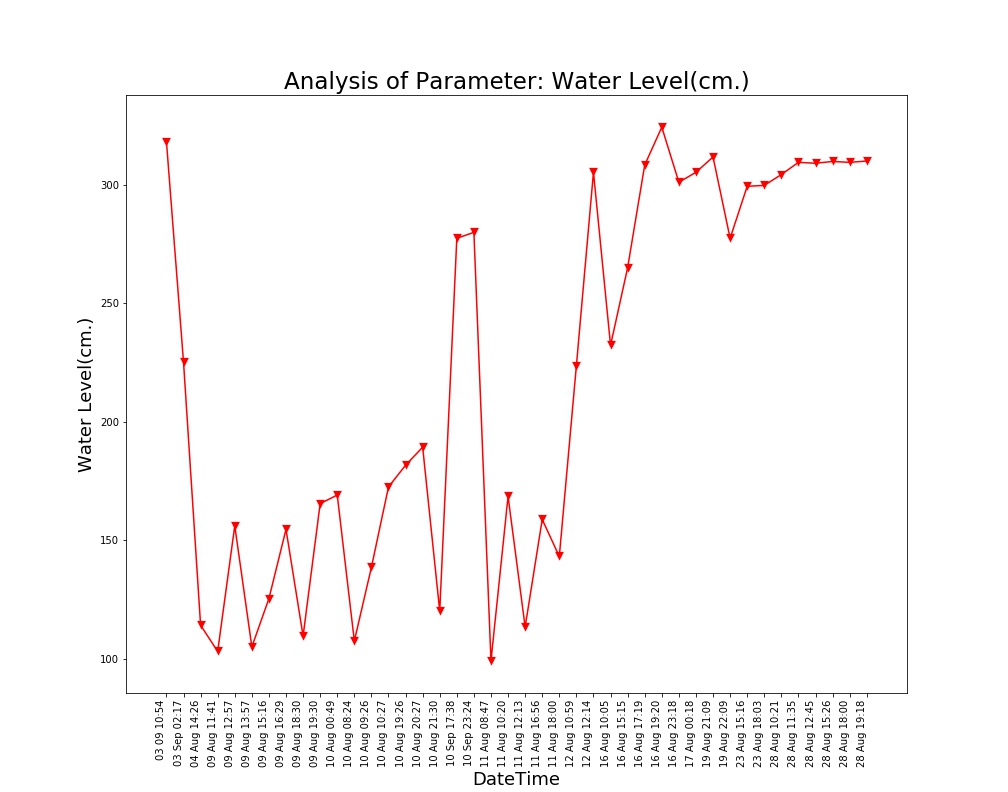 Analysis of Parameter: Water Level(cm.)
Water Level(cm.)
300
250
200
150
100
03 09 10:54
03 Sep 02:17
04 Aug 14:26
09 Aug 11:41
09 Aug 12:57
09 Aug 13:57
09 Aug 15:16
09 Aug 16:29
09 Aug 18:30
09 Aug 19:30
10 Aug 00:49
10 Aug 08:24
10 Aug 09:26
10 Aug 10:27
10 Aug 19:26
10 Aug 20:27
10 Aug 21:30
10 Sep 17:38
10 Sep 23:24
11 Aug 08:47
11 Aug 10:20
11 Aug 12:13
11 Aug 16:56
11 Aug 18:00
12 Aug 10:59
12 Aug 12:14
16 Aug 10:05
16 Aug 15:15
16 Aug 17:19
16 Aug 19:20
16 Aug 23:18
17 Aug 00:18
19 Aug 21:09
19 Aug 22:09
23 Aug 15:16
23 Aug 18:03
28 Aug 10:21
28 Aug 11:35
28 Aug 12:45
28 Aug 15:26
28 Aug 18:00
28 Aug 19:18
DateTime